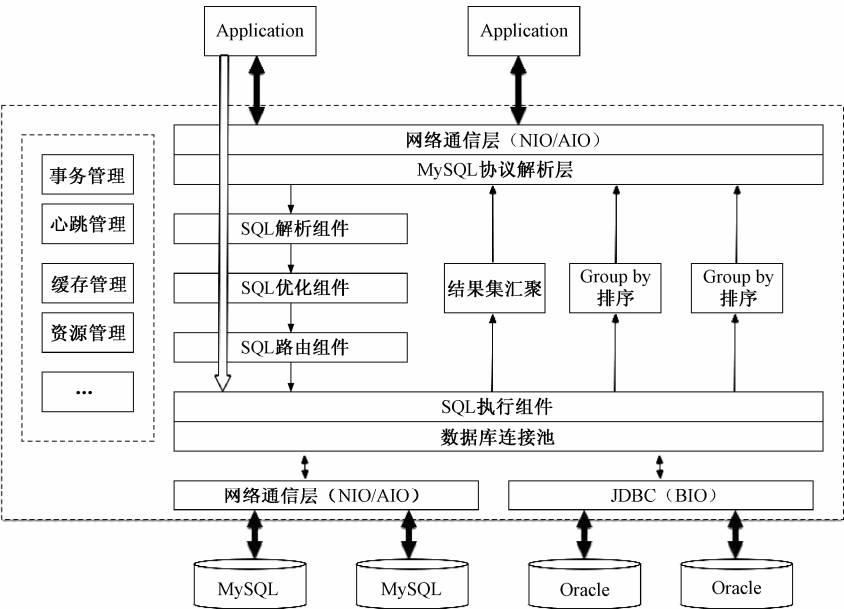 Application
Application
网络通信层（NIO/AIO）
MySQL协议解析层
事务管理
心跳管理
缓存管理
资源管理
...
SQL解析组件
SQL优化组件
SQL路由组件
结果集汇聚
Group by
排序
Group by
排序
SQL执行组件
数据库连接池
网络通信层（NIO/AIO）
JDBC（BIO）
MySQL
MySQL
Oracle
Oracle